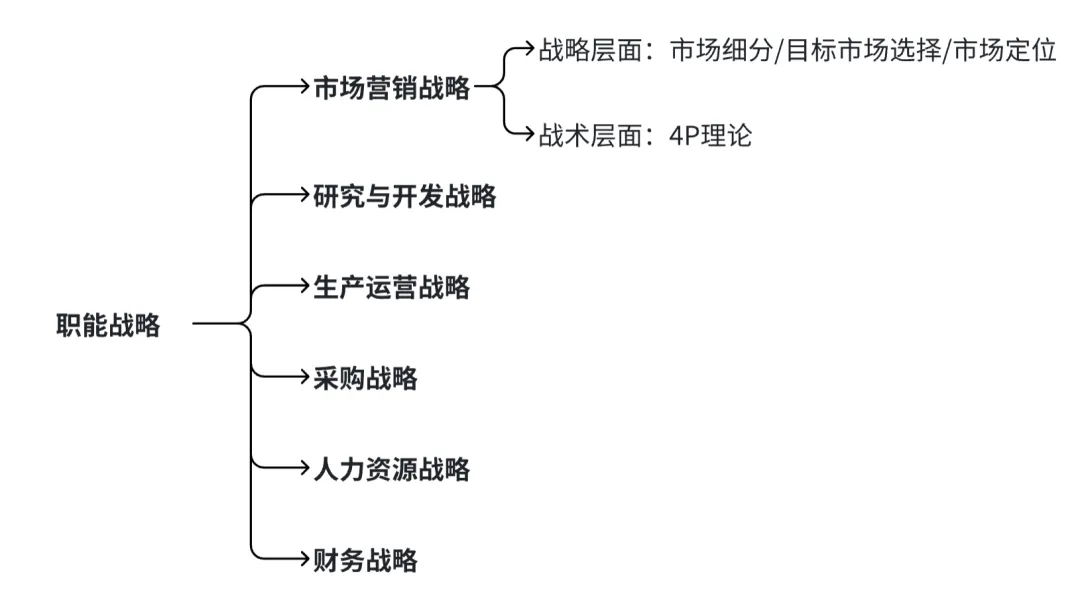 战略层面：市场细分/目标市场选择/市场定位
市场营销战略
战术层面：4P理论
研究与开发战略
生产运营战略
职能战略
采购战略
人力资源战略
财务战略